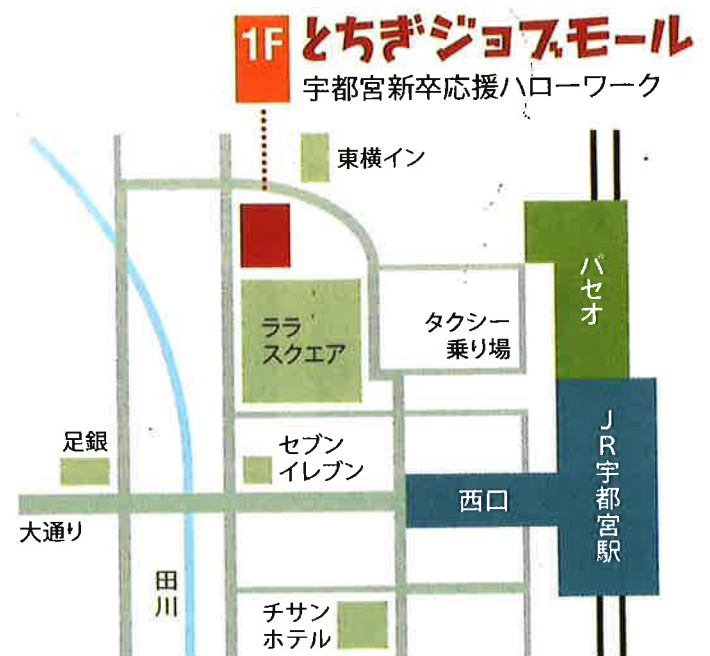 1F とちぎジョブモール
宇都宮新卒応援ハローワーク
東横イン
パセオ
ララ
スクエア
タクシー
乗り場
足銀
セブン
イレブン
JR宇都宮駅
西口
大通り
田川
チサン
ホテル